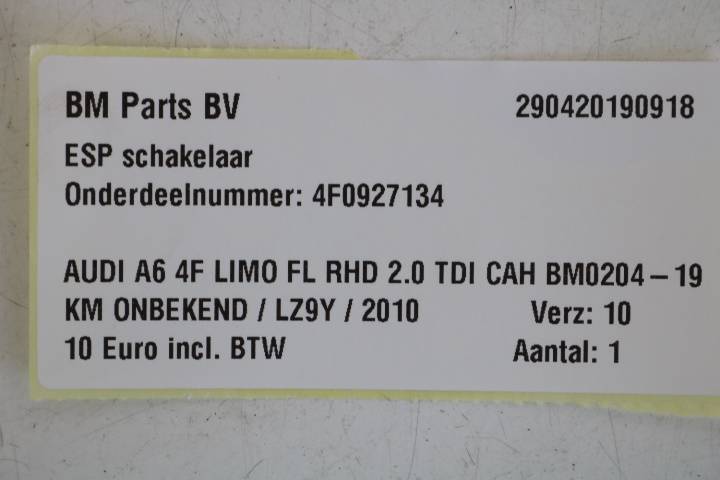 BM Parts BV 290420190918
ESP schakelaar
Onderdeelnummer: 4F0927134
AUDI A6 4F LIMO FL RHD 2.0 TDI CAH BM0204-19
KM ONBEKEND / LZ9Y / 2010 Verz: 10
10 Euro incl. BTW Aantal: 1